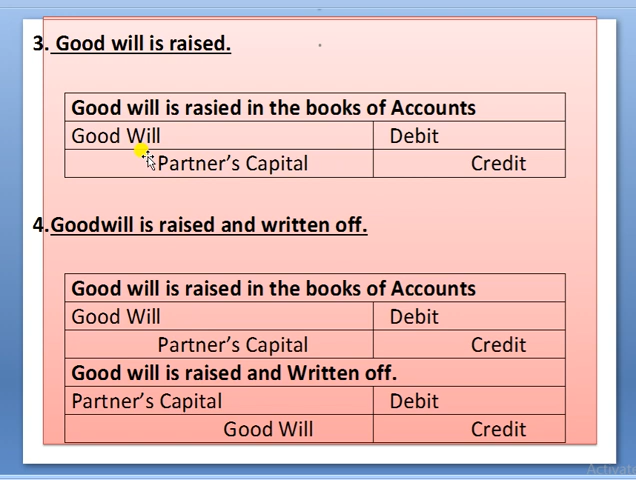 3. Good will is raised.
Good will is rasied in the books of Accounts
Good Will Debit
Partner's Capital Credit
4.Goodwill is raised and written off.
Good will is raised in the books of Accounts
Good Will Debit
Partner's Capital Credit
Good will is raised and Written off.
Partner's Capital Debit
Good Will Credit
Activate